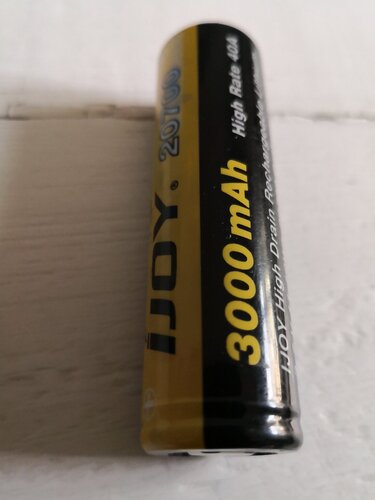 IJOY. 20700
3000mAh High Rate 40A
IJOY High Drain Rechargeable